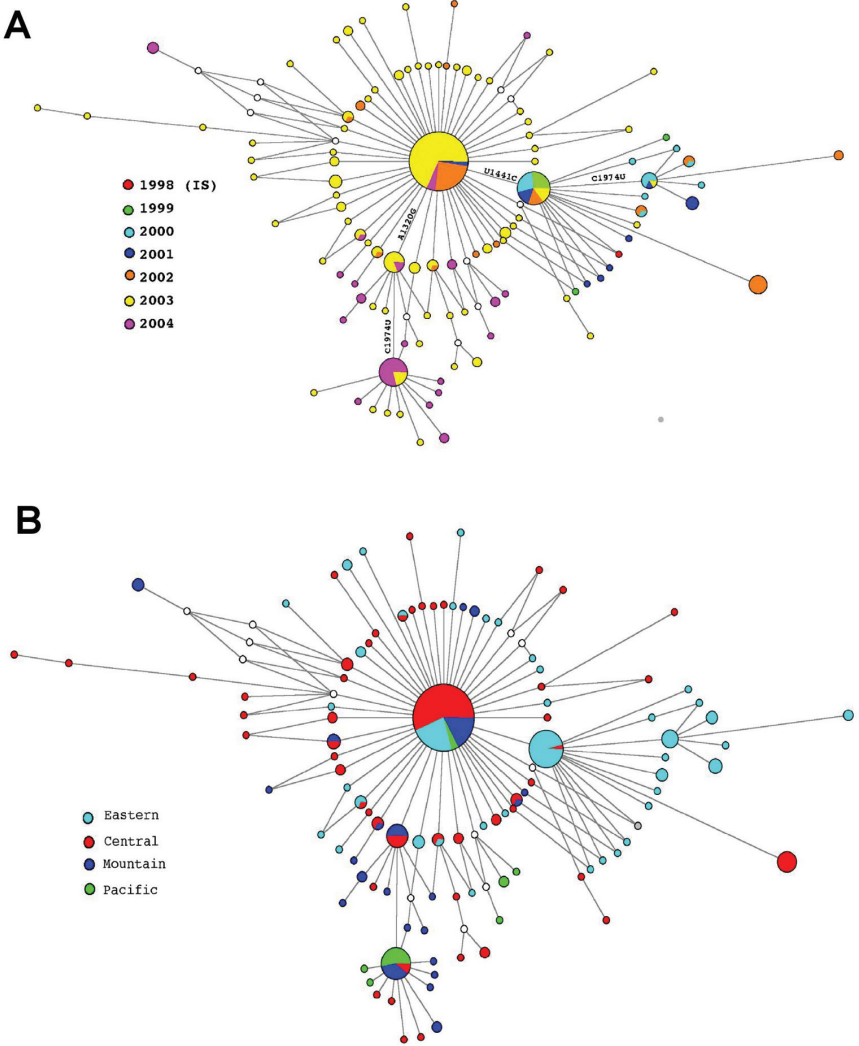 A
U1441C
C1974U
A1320G
C1974U
1998 (IS)
1999
2000
2001
2002
2003
2004
B
Eastern
Central
Mountain
Pacific